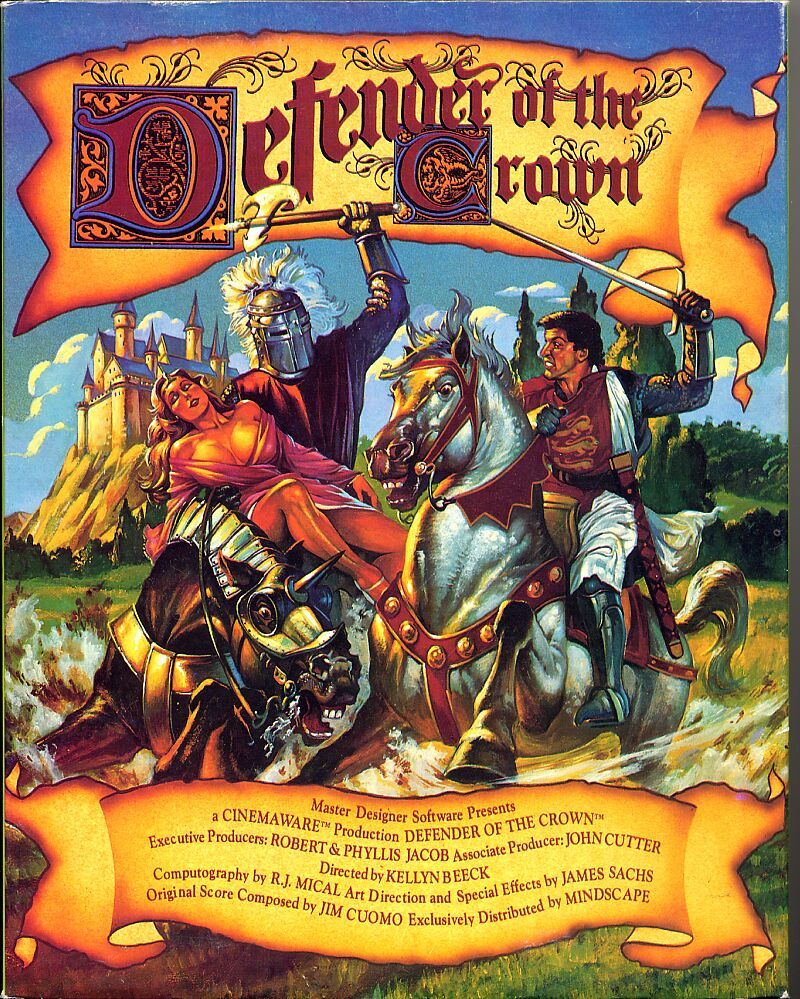 Defender of the
Crown
Master Designer Software Presents
a CINEMAWARE™ Production DEFENDER OF THE CROWN™
Executive Producers: ROBERT & PHYLLIS JACOB Associate Producer: JOHN CUTTER
Directed by KELLYN BEECK
Computography by R.J. MICAL Art Direction and Special Effects by JAMES SACHS
Original Score Composed by JIM CUOMO Exclusively Distributed by MINDSCAPE